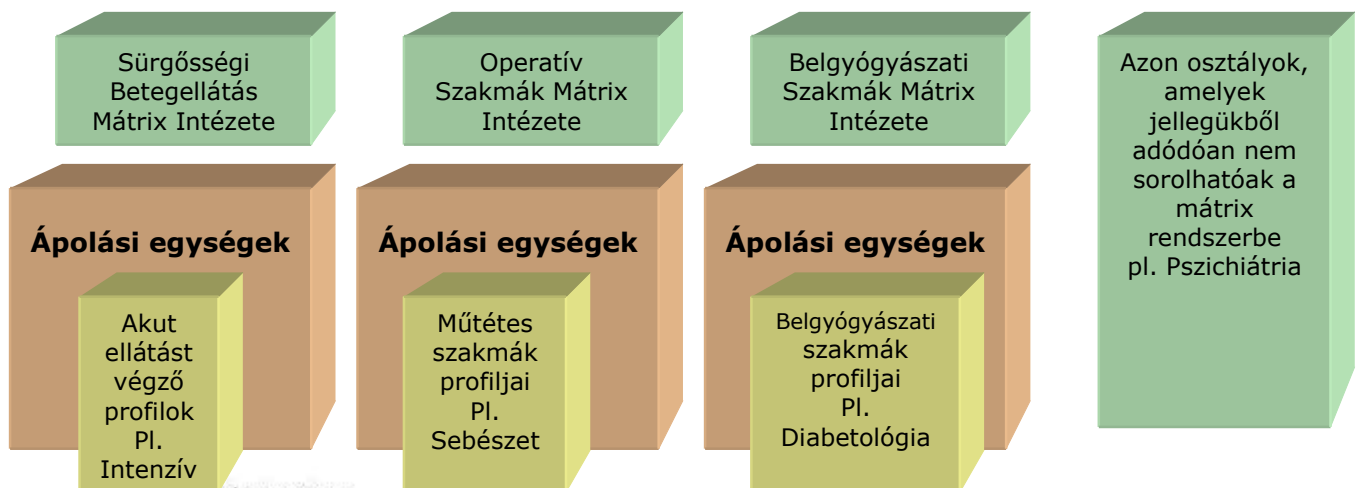 Sürgősségi
Betegellátás
Mátrix Intézete
Operatív
Szakmák Mátrix
Intézete
Belgyógyászati
Szakmák Mátrix
Intézete
Azon osztályok,
amelyek
jellegükből
adódóan nem
sorolhatóak a
mátrix
rendszerbe
pl. Pszichiátria
Ápolási egységek
Akut
ellátást
végző
profilok
Pl.
Intenzív
Ápolási egységek
Műtétes
szakmák
profiljai
Pl.
Sebészet
Ápolási egységek
Belgyógyászati
szakmák
profiljai
Pl.
Diabetológia